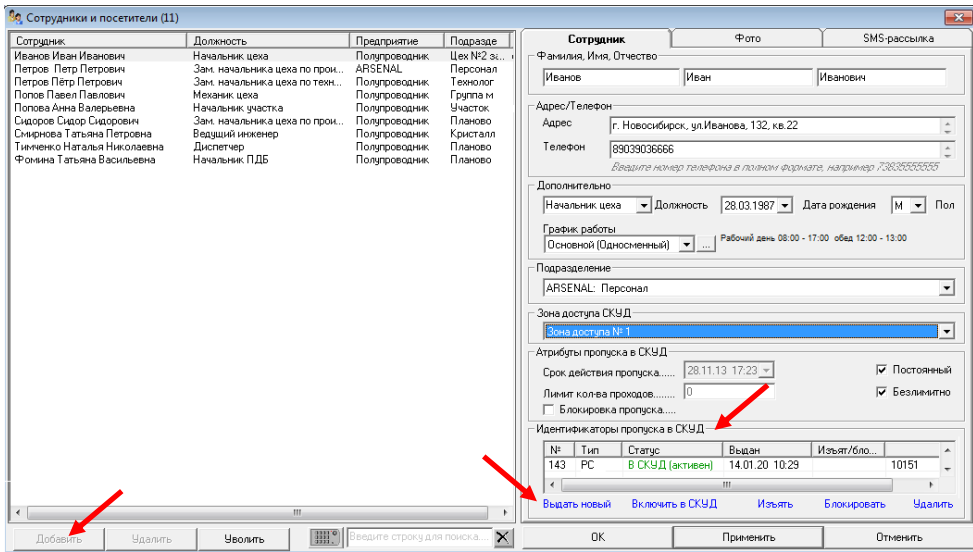 Сотрудники и посетители (11)
Сотрудник Должность Предприятие Подразде
Иванов Иван Иванович Начальник цеха Полупроводник Цех №2 за...
Петров Петр Петрович Зам. начальника цеха по прои... ARSENAL Персонал
Петров Пётр Петрович Зам. начальника цеха по техн... Полупроводник Технолог
Попов Павел Павлович Механик цеха Полупроводник Группа м
Попова Анна Валерьевна Начальник участка Полупроводник Участок
Сидоров Сидор Сидорович Зам. начальника цеха по прои... Полупроводник Планово
Смирнова Татьяна Петровна Ведущий инженер Полупроводник Кристалл
Тимченко Наталья Николаевна Диспетчер Полупроводник Планово
Фомина Татьяна Васильевна Начальник ПДБ Полупроводник Планово
Добавить Удалить Уволить Введите строку для поиска....
Сотрудник Фото SMS-рассылка
Фамилия, Имя, Отчество
Иванов Иван Иванович
Адрес/Телефон
Адрес г. Новосибирск, ул.Иванова, 132, кв.22
Телефон 89039036666
Введите номер телефона в полном формате, например 73835555555
Дополнительно
Начальник цеха Должность 28.03.1987 Дата рождения М Пол
График работы
Основной (Односменный) ... Рабочий день 08:00 - 17:00 обед 12:00 - 13:00
Подразделение
ARSENAL: Персонал
Зона доступа СКУД
Зона доступа № 1
Атрибуты пропуска в СКУД
Срок действия пропуска..... 28.11.13 17:23 Постоянный
Лимит кол-ва проходов........ 0 Безлимитно
Блокировка пропуска.....
Идентификаторы пропуска в СКУД
№ Тип Статус Выдан Изъят/бло...
143 PC В СКУД (активен) 14.01.20 10:29 10151
Выдать новый Включить в СКУД Изъять Блокировать Удалить
OK Применить Отменить